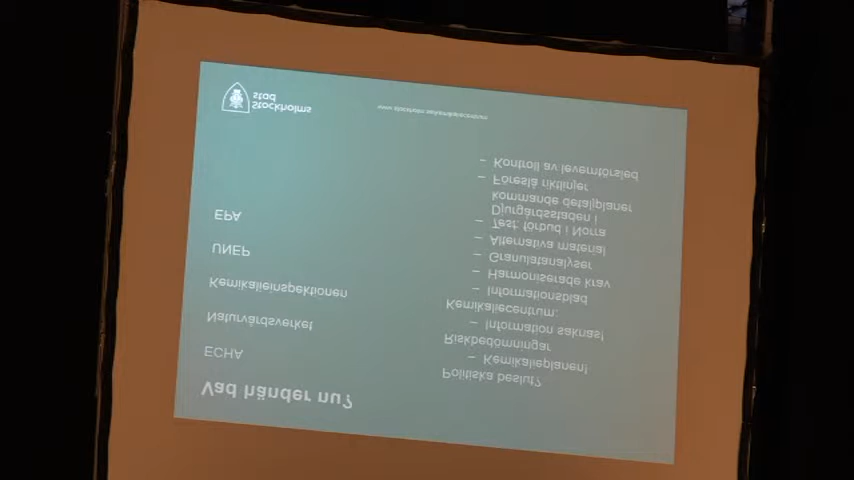 Vad händer nu?
ECHA
Naturvårdsverket
Kemikalieinspektionen
UNEP
EPA
Politiska beslut?
– Kemikalieplanen!
Riskbedömningar
– Information saknas!
Kemikaliecentrum:
– Informationsblad
– Harmoniserade krav
– Granulatanalyser
– Alternativa material
– Test: förbud i Norra
Djurgårdsstaden i
kommande detaljplaner
– Föreslå riktlinjer
– Kontroll av leverantörsled
Stockholms
stad